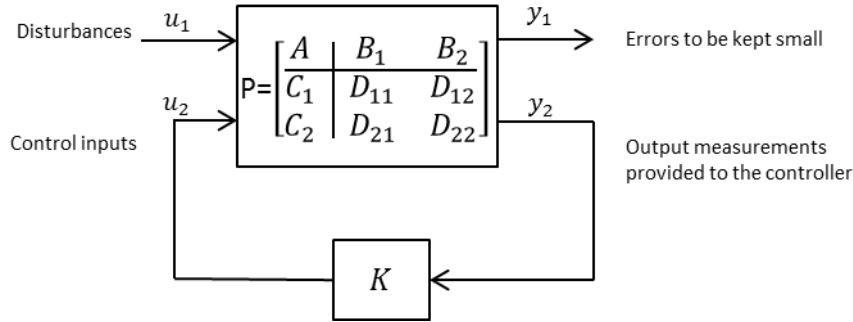 Disturbances u₁ y₁ Errors to be kept small
A B₁ B₂
P= C₁ D₁₁ D₁₂
C₂ D₂₁ D₂₂
Control inputs u₂ y₂ Output measurements
provided to the controller
K